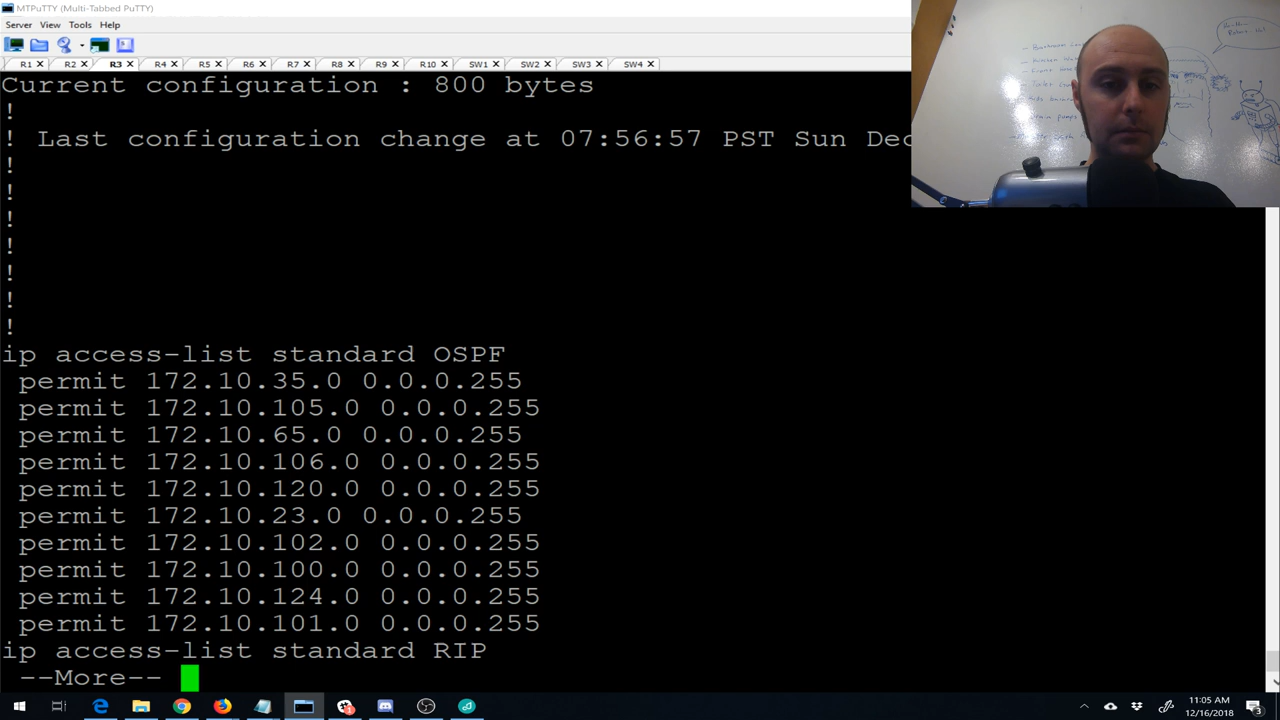 MTPuTTY (Multi-Tabbed PuTTY)
Server View Tools Help
R1 R2 R3 R4 R5 R6 R7 R8 R9 R10 SW1 SW2 SW3 SW4
Current configuration : 800 bytes
!
! Last configuration change at 07:56:57 PST Sun Dec
!
!
!
!
!
!
!
ip access-list standard OSPF
permit 172.10.35.0 0.0.0.255
permit 172.10.105.0 0.0.0.255
permit 172.10.65.0 0.0.0.255
permit 172.10.106.0 0.0.0.255
permit 172.10.120.0 0.0.0.255
permit 172.10.23.0 0.0.0.255
permit 172.10.102.0 0.0.0.255
permit 172.10.100.0 0.0.0.255
permit 172.10.124.0 0.0.0.255
permit 172.10.101.0 0.0.0.255
ip access-list standard RIP
--More--
11:05 AM
12/16/2018
3